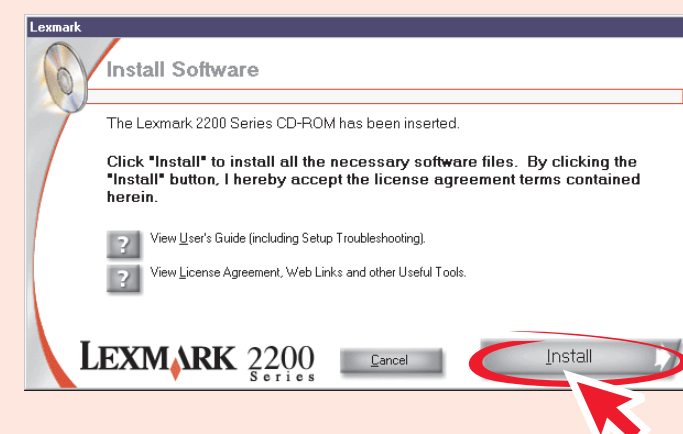 Lexmark
Install Software
The Lexmark 2200 Series CD-ROM has been inserted.
Click "Install" to install all the necessary software files. By clicking the
"Install" button, I hereby accept the license agreement terms contained
herein.
? View User's Guide (including Setup Troubleshooting).
? View License Agreement, Web Links and other Useful Tools.
LEXMARK 2200
Series
Cancel
Install